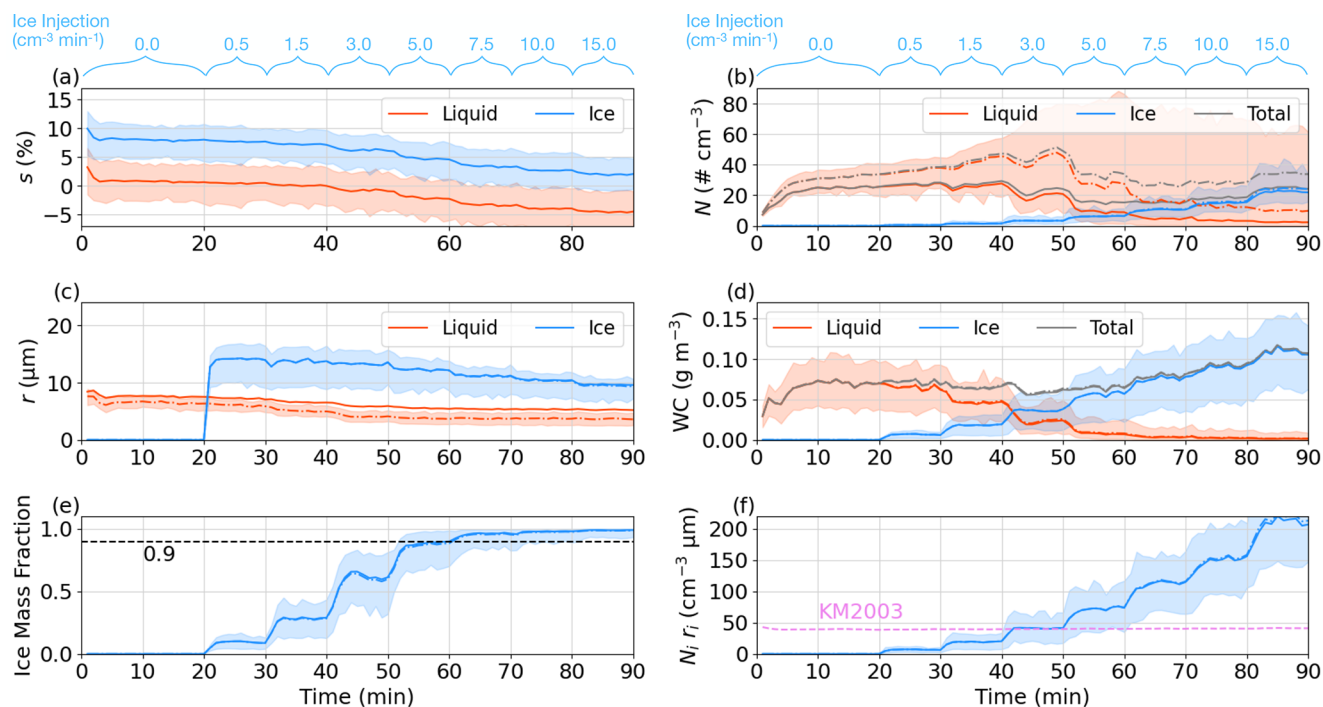 Ice Injection
(cm-3 min-1)
0.0 0.5 1.5 3.0 5.0 7.5 10.0 15.0
Ice Injection
(cm-3 min-1)
0.0 0.5 1.5 3.0 5.0 7.5 10.0 15.0
(a)
s (%)
15
10
5
0
−5
Liquid Ice
0 20 40 60 80
(b)
N (# cm−3)
80
60
40
20
0
Liquid Ice Total
0 10 20 30 40 50 60 70 80 90
(c)
r (μm)
20
10
0
Liquid Ice
0 10 20 30 40 50 60 70 80 90
(d)
WC (g m−3)
0.15
0.10
0.05
0.00
Liquid Ice Total
0 10 20 30 40 50 60 70 80 90
(e)
Ice Mass Fraction
1.0
0.5
0.0
0.9
0 10 20 30 40 50 60 70 80 90
Time (min)
(f)
Ni ri (cm−3 μm)
200
150
100
50
0
KM2003
0 10 20 30 40 50 60 70 80 90
Time (min)